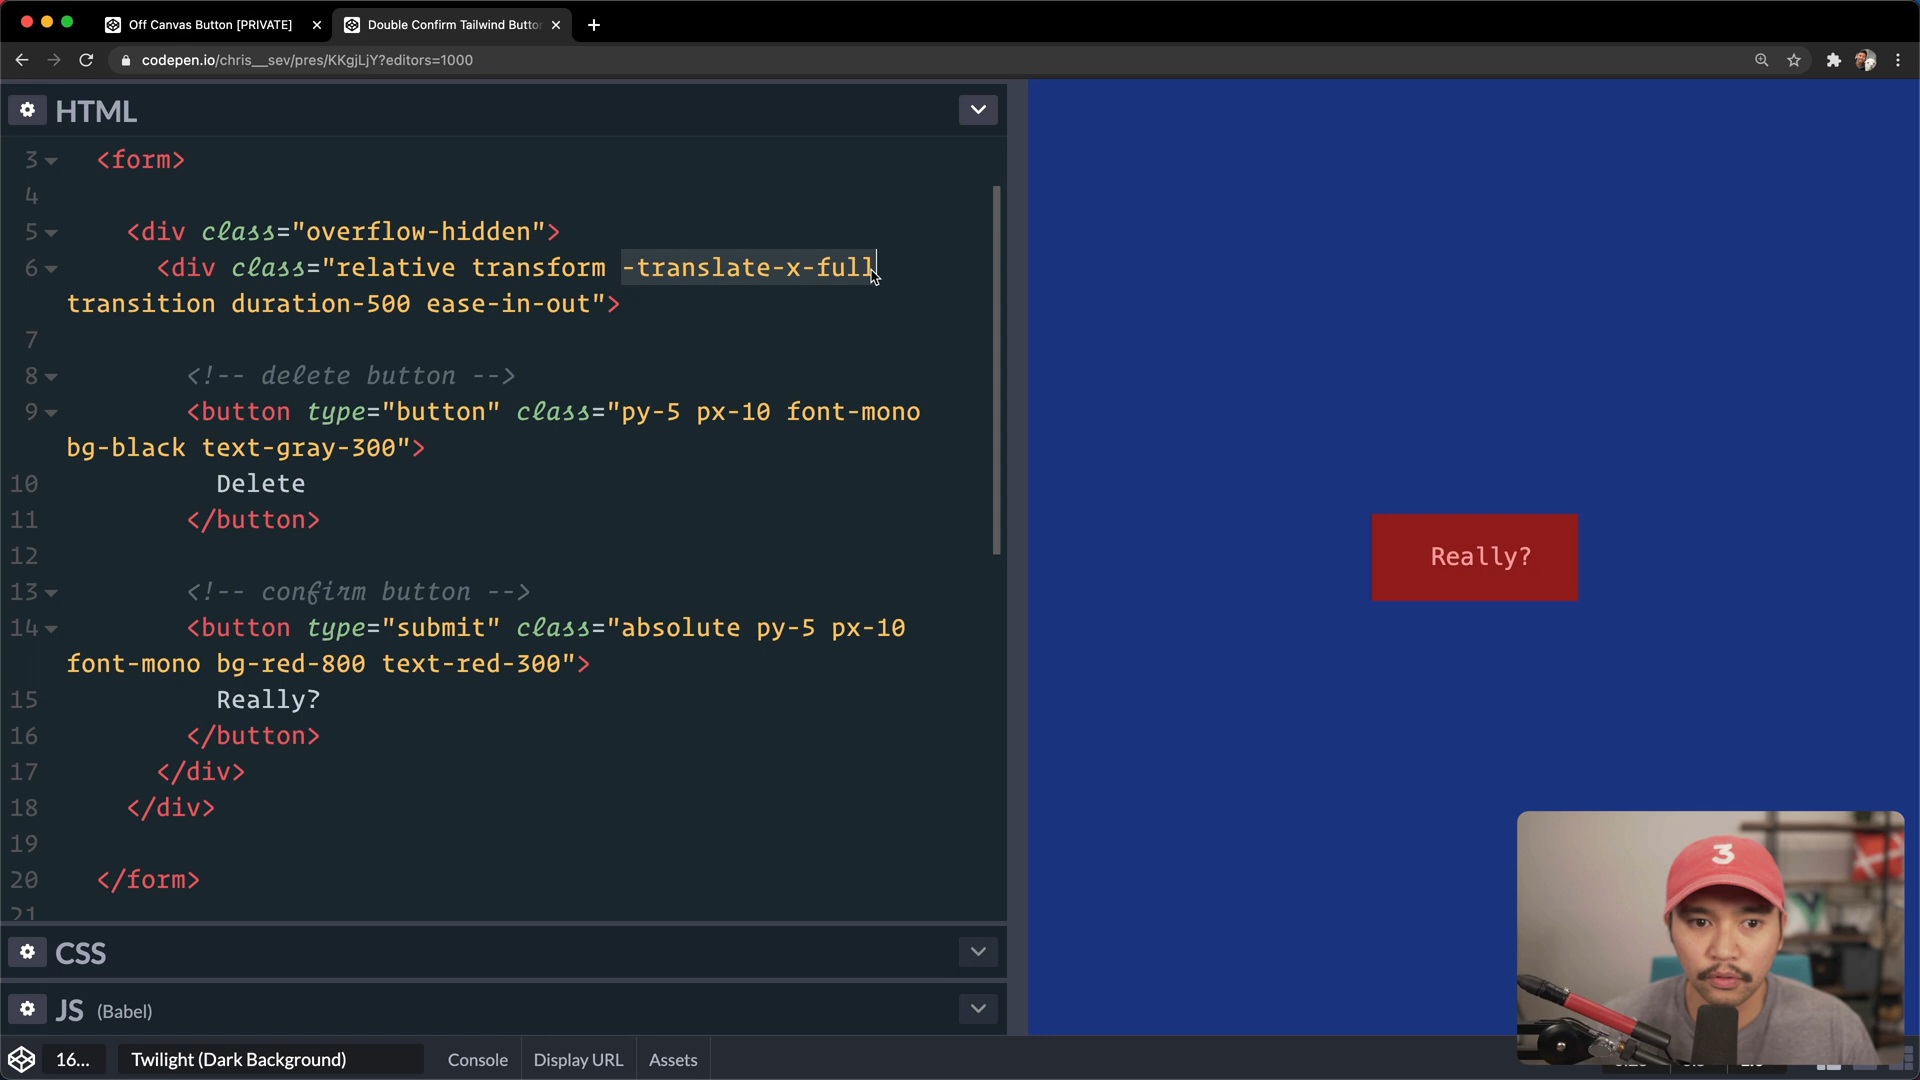 Off Canvas Button [PRIVATE]
Double Confirm Tailwind Butto
codepen.io/chris__sev/pres/KKgjLjY?editors=1000
HTML
3 <form>
4
5 <div class="overflow-hidden">
6 <div class="relative transform -translate-x-full
transition duration-500 ease-in-out">
7
8 <!-- delete button -->
9 <button type="button" class="py-5 px-10 font-mono
bg-black text-gray-300">
10 Delete
11 </button>
12
13 <!-- confirm button -->
14 <button type="submit" class="absolute py-5 px-10
font-mono bg-red-800 text-red-300">
15 Really?
16 </button>
17 </div>
18 </div>
19
20 </form>
21
Really?
3
CSS
JS (Babel)
16...
Twilight (Dark Background)
Console
Display URL
Assets